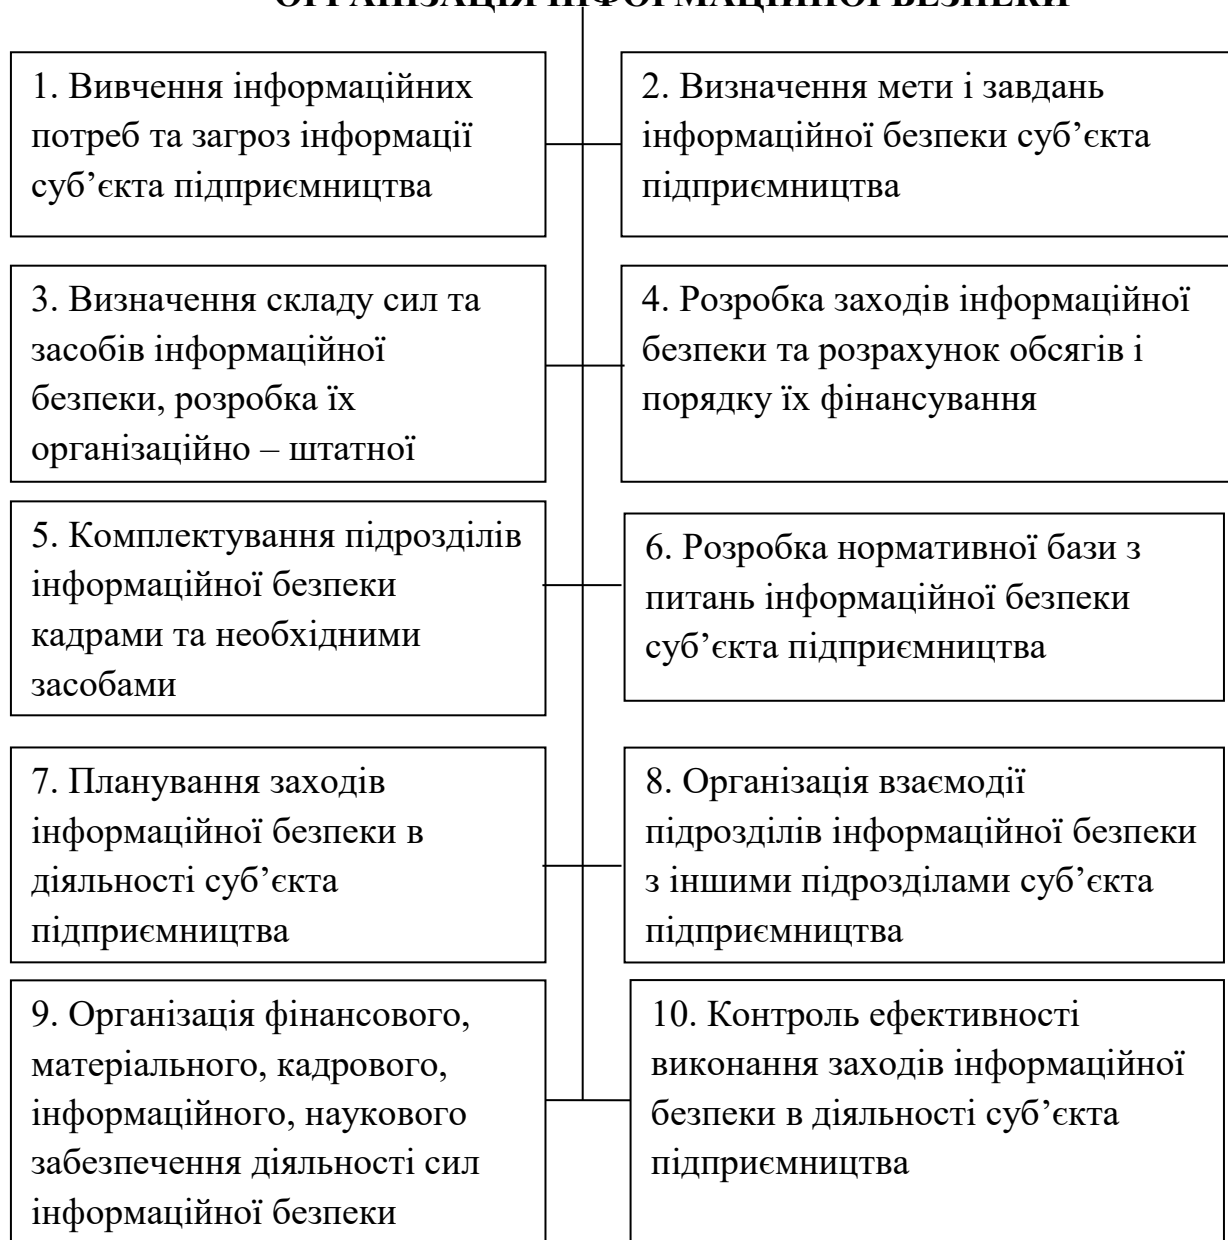 ОРГАНІЗАЦІЯ ІНФОРМАЦІЙНОЇ БЕЗПЕКИ
1. Вивчення інформаційних
потреб та загроз інформації
суб’єкта підприємництва
2. Визначення мети і завдань
інформаційної безпеки суб’єкта
підприємництва
3. Визначення складу сил та
засобів інформаційної
безпеки, розробка їх
організаційно – штатної
4. Розробка заходів інформаційної
безпеки та розрахунок обсягів і
порядку їх фінансування
5. Комплектування підрозділів
інформаційної безпеки
кадрами та необхідними
засобами
6. Розробка нормативної бази з
питань інформаційної безпеки
суб’єкта підприємництва
7. Планування заходів
інформаційної безпеки в
діяльності суб’єкта
підприємництва
8. Організація взаємодії
підрозділів інформаційної безпеки
з іншими підрозділами суб’єкта
підприємництва
9. Організація фінансового,
матеріального, кадрового,
інформаційного, наукового
забезпечення діяльності сил
інформаційної безпеки
10. Контроль ефективності
виконання заходів інформаційної
безпеки в діяльності суб’єкта
підприємництва